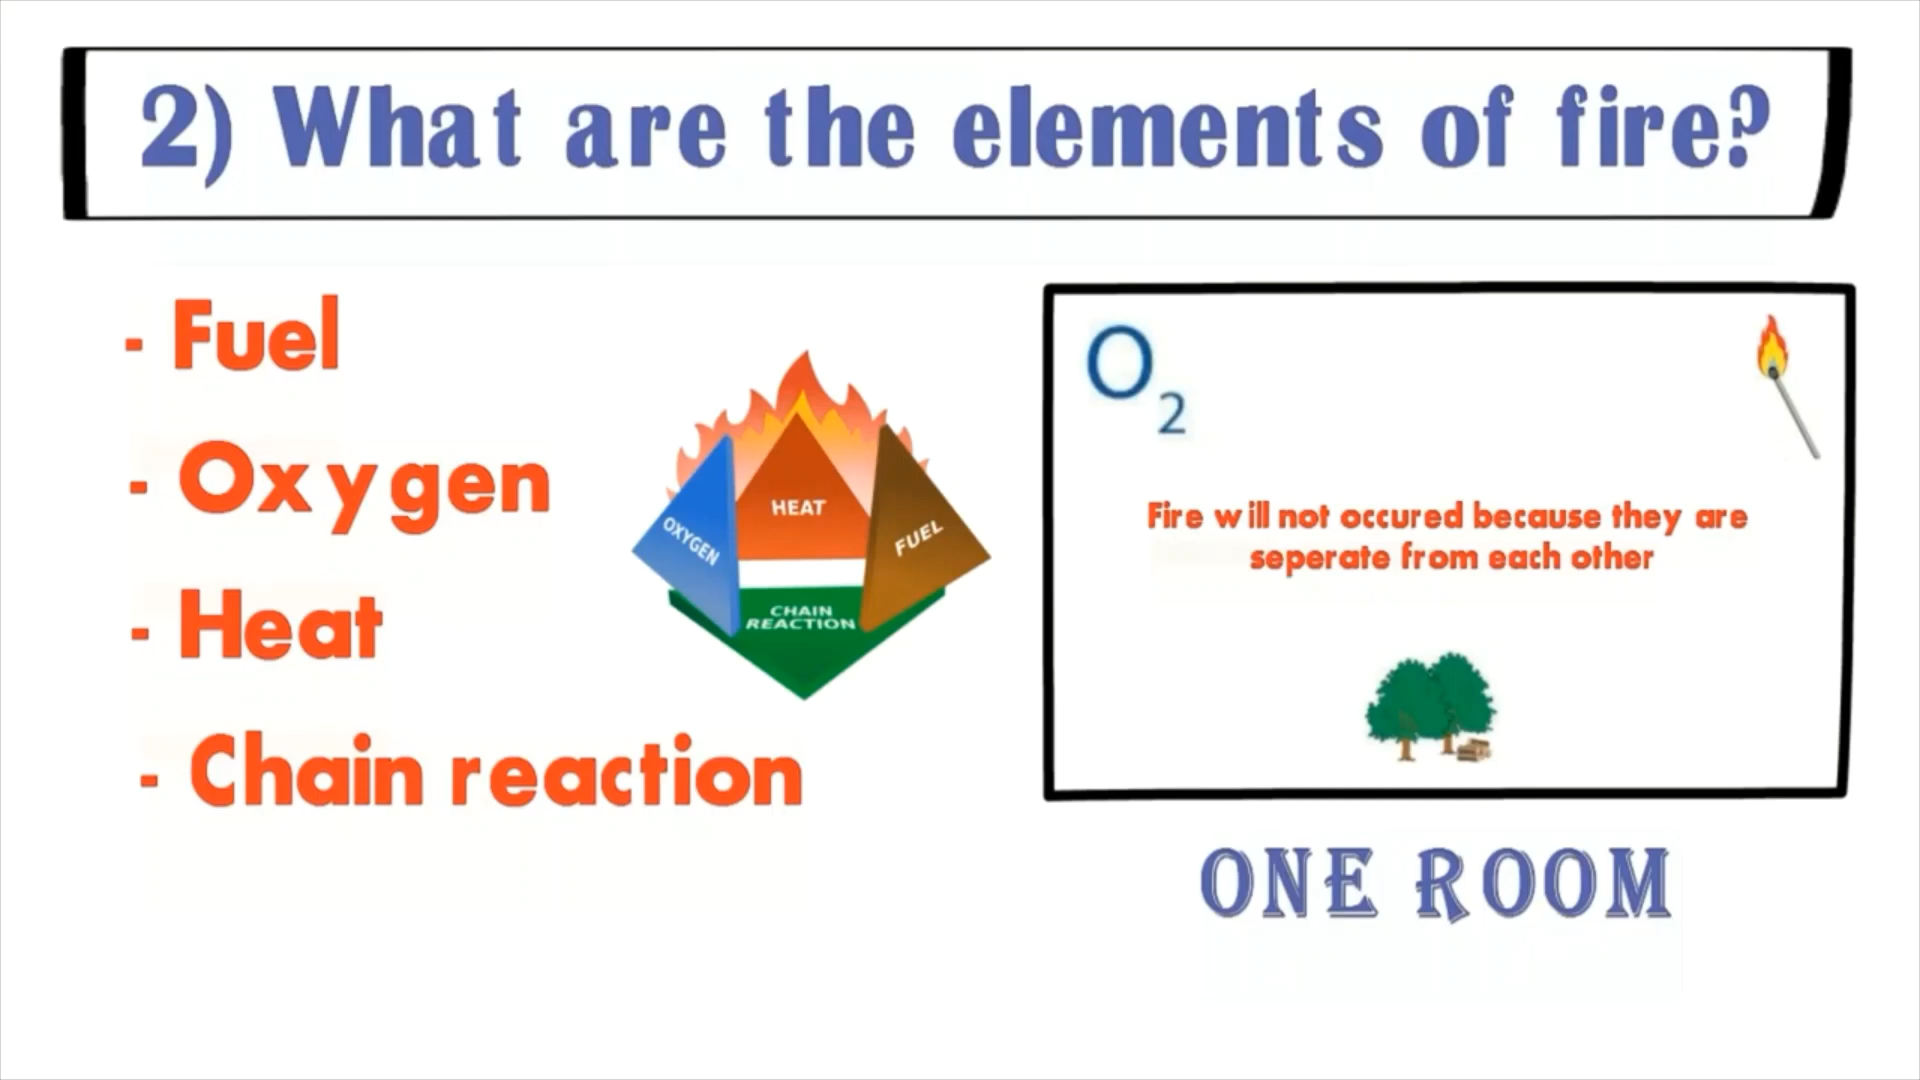 2) What are the elements of fire?
- Fuel
- Oxygen
- Heat
- Chain reaction
OXYGEN
HEAT
FUEL
CHAIN
REACTION
O2
Fire will not occured because they are
seperate from each other
ONE ROOM